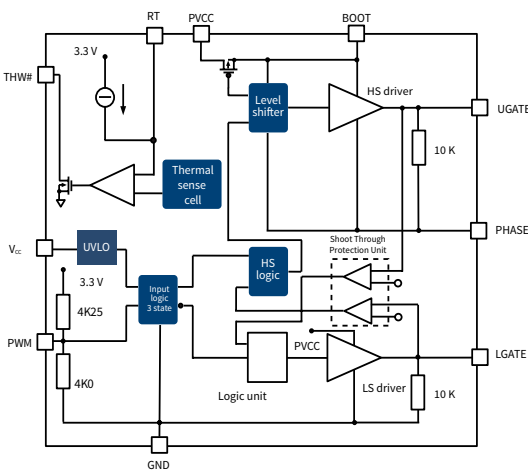 RT
PVCC
BOOT
3.3 V
THW#
HS driver
Level
shifter
UGATE
10 K
Thermal
sense
cell
PHASE
Shoot Through
Protection Unit
Vcc
UVLO
HS
logic
3.3 V
Input
logic
3 state
4K25
PWM
PVCC
LGATE
4K0
LS driver
10 K
Logic unit
GND